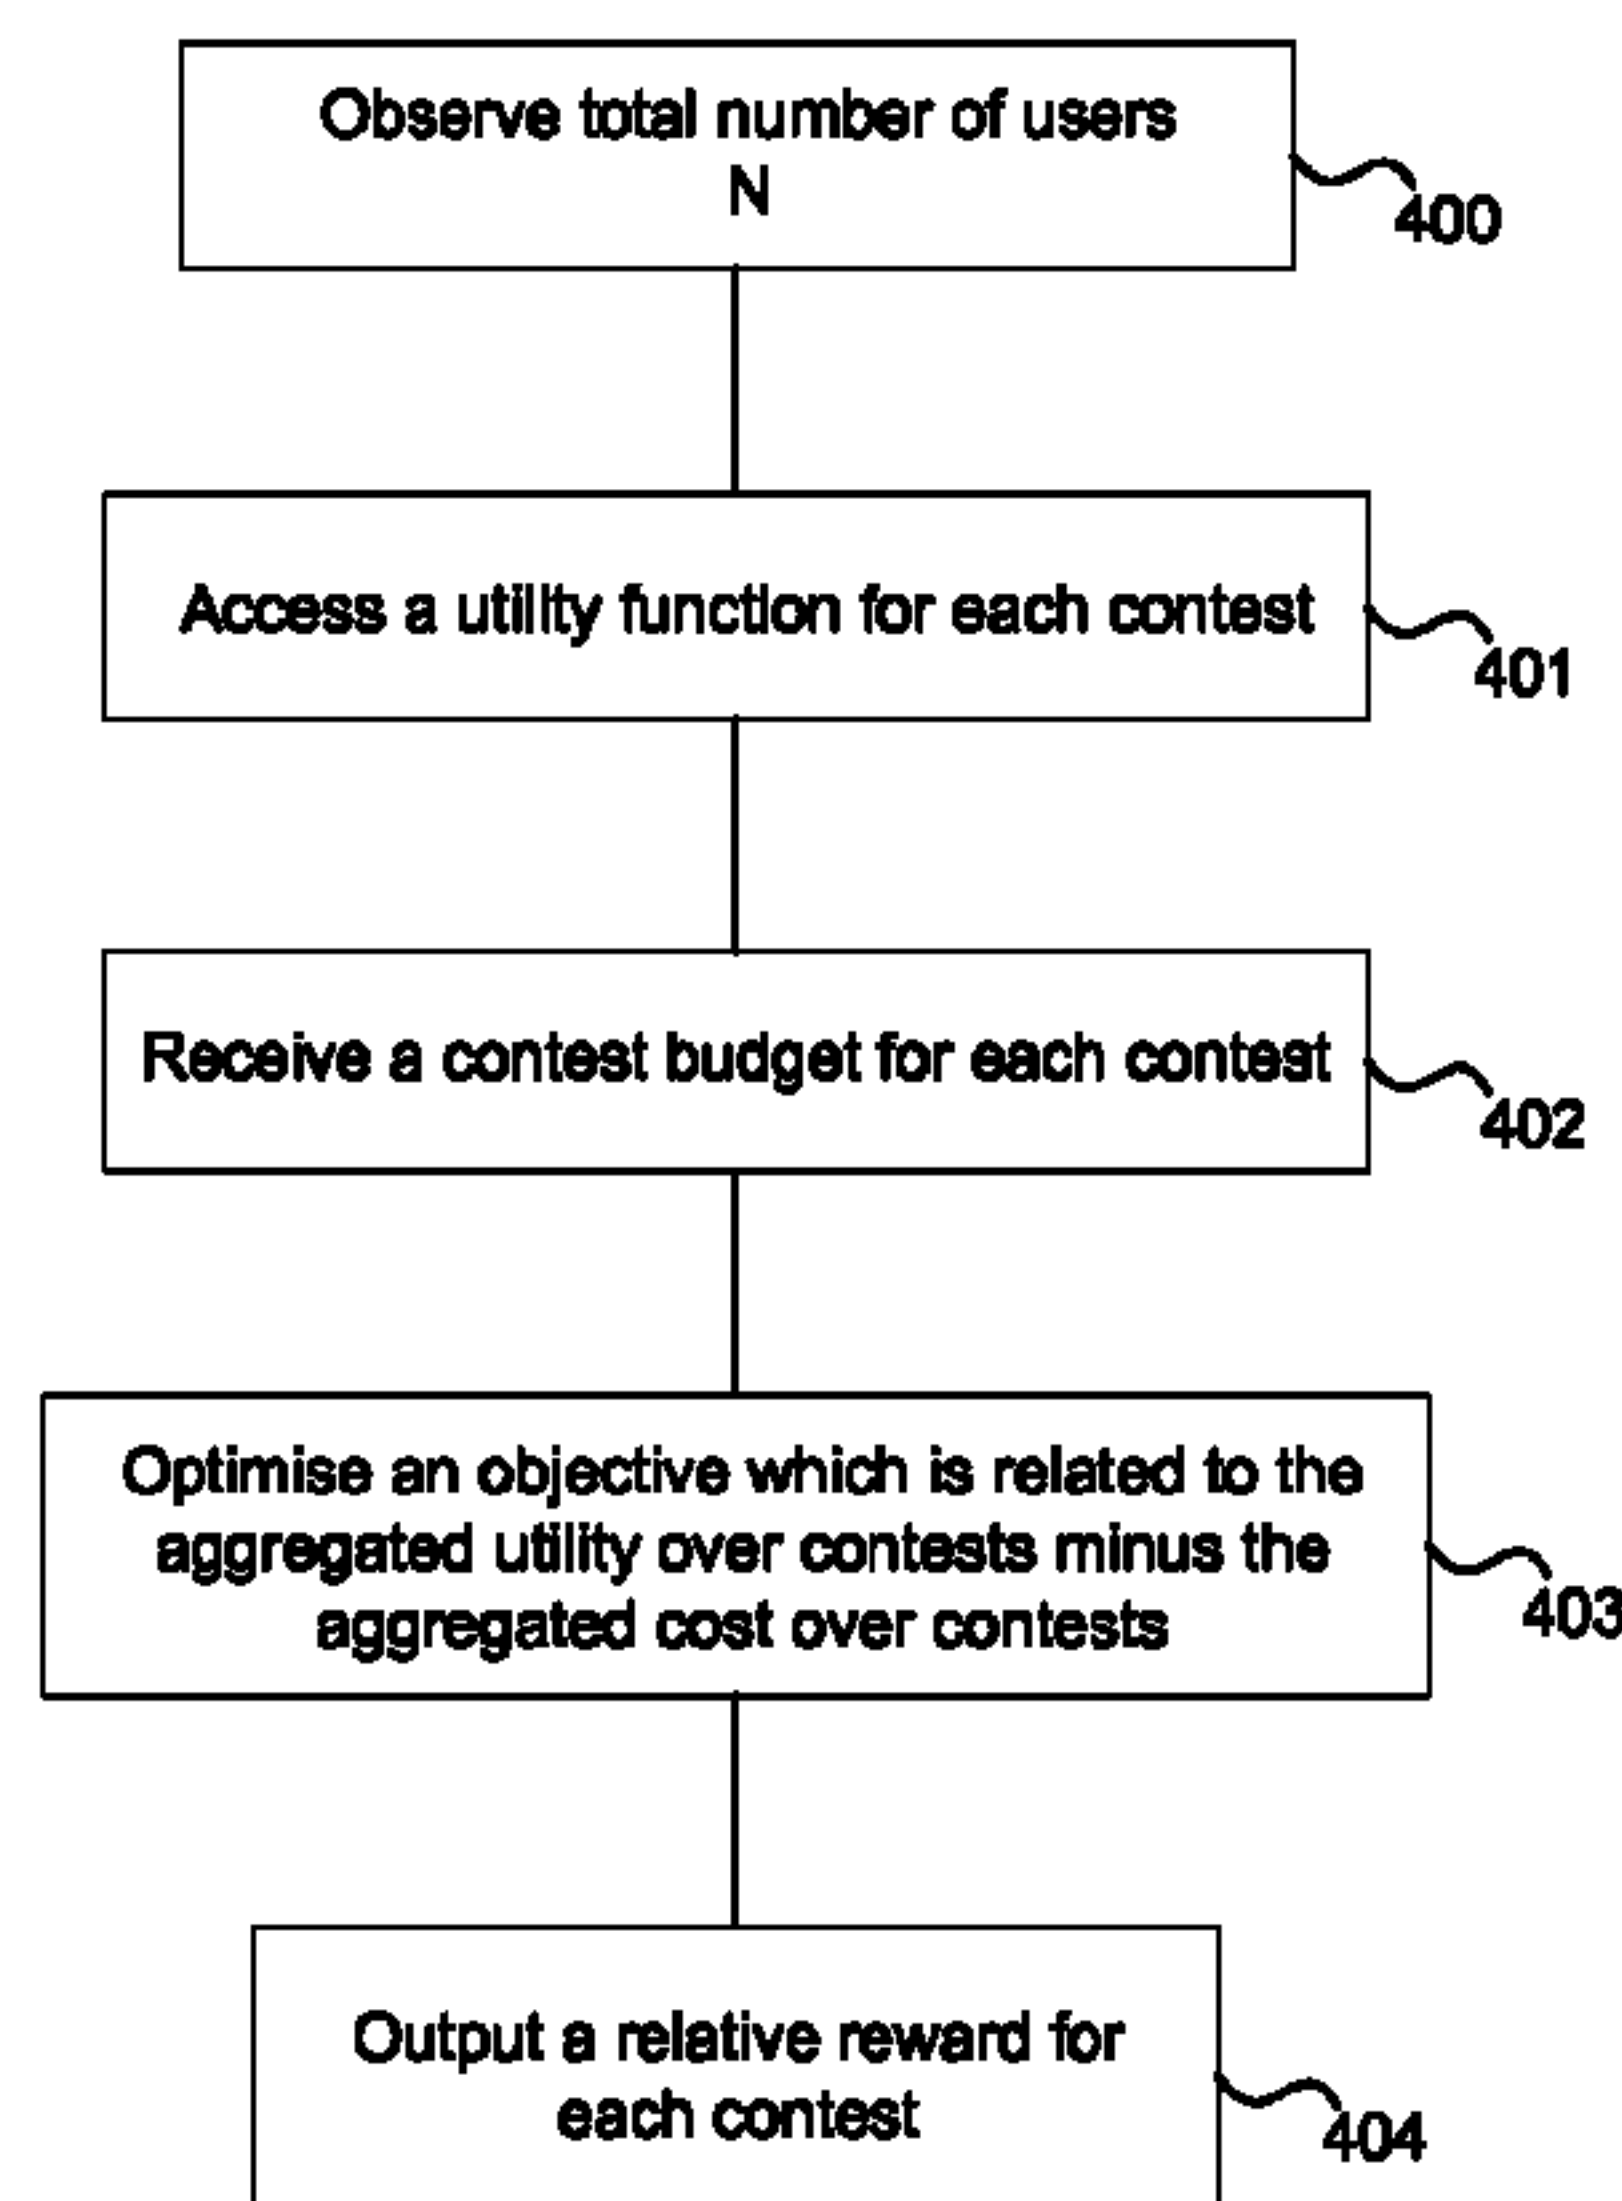 Observe total number of users
N
400
Access a utility function for each contest
401
Receive a contest budget for each contest
402
Optimise an objective which is related to the
aggregated utility over contests minus the
aggregated cost over contests
403
Output a relative reward for
each contest
404